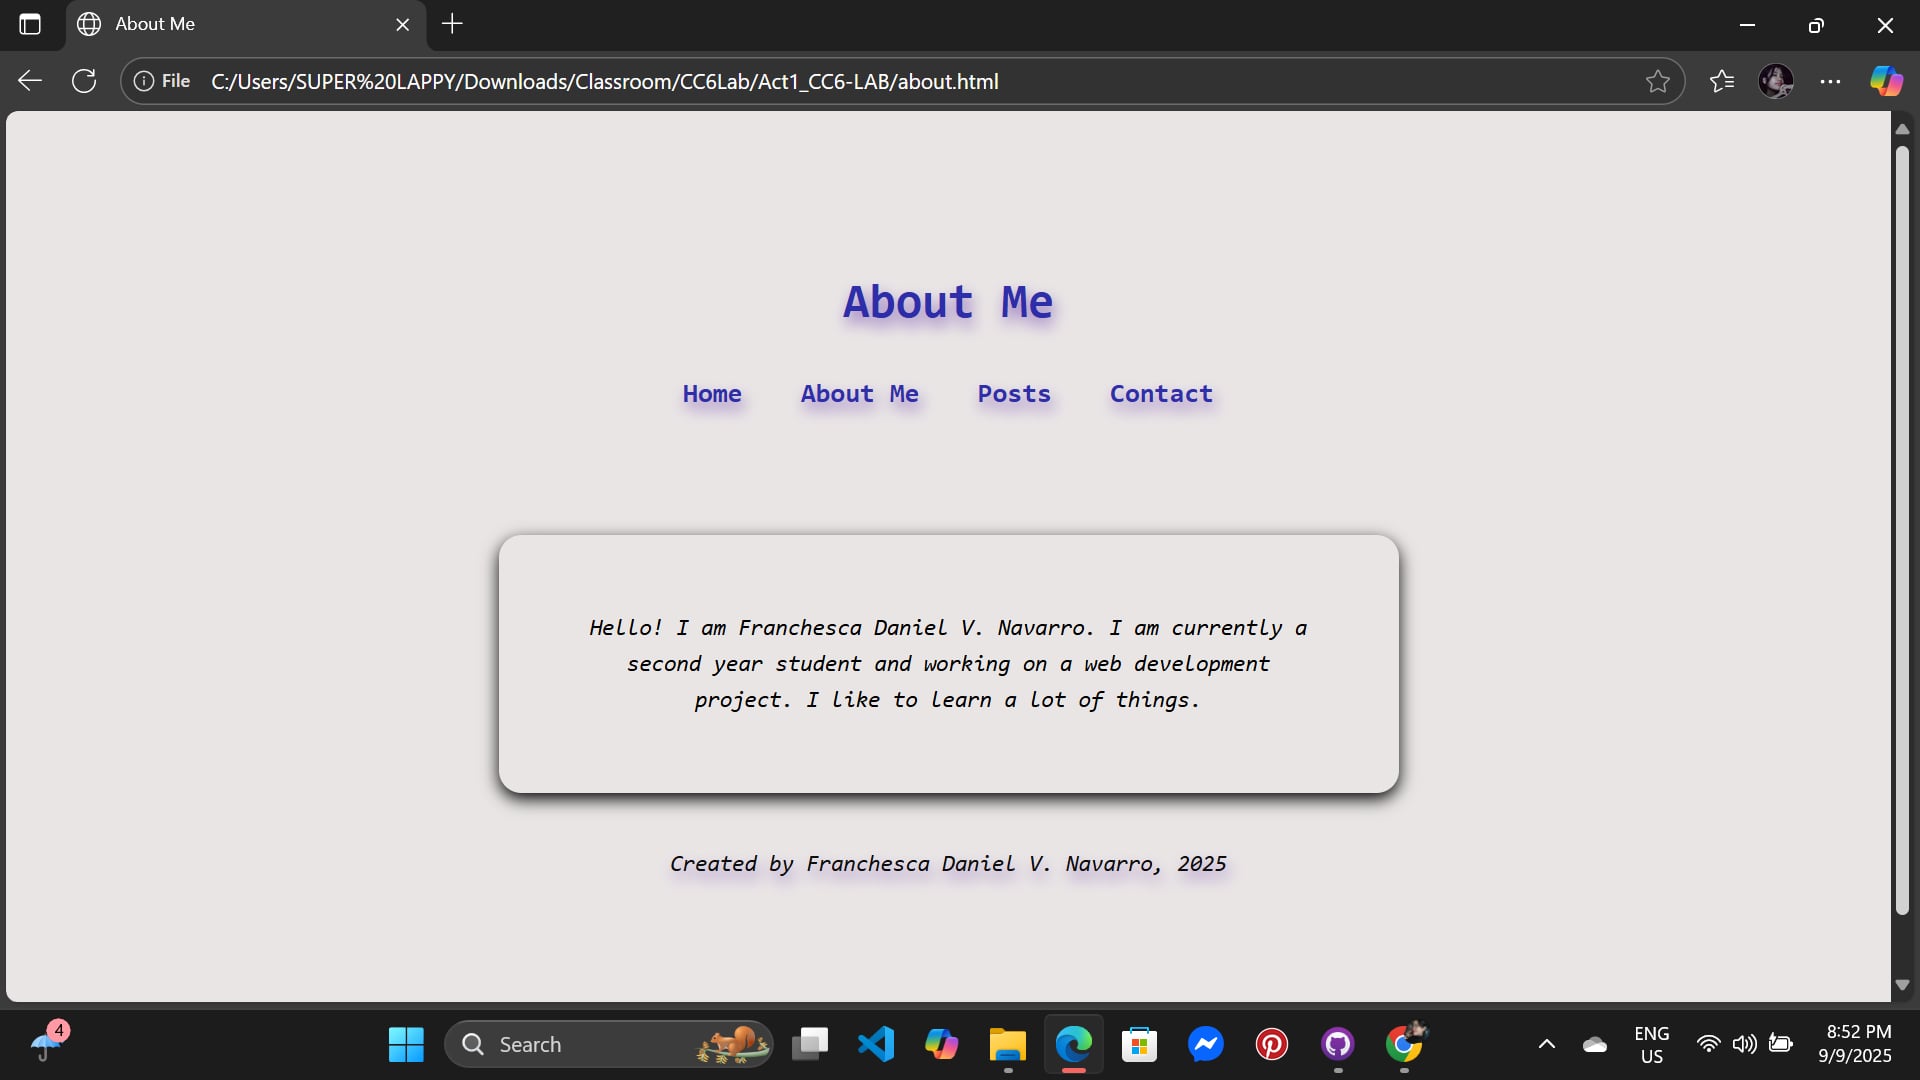 About Me
File C:/Users/SUPER%20LAPPY/Downloads/Classroom/CC6Lab/Act1_CC6-LAB/about.html
About Me
Home About Me Posts Contact
Hello! I am Franchesca Daniel V. Navarro. I am currently a
second year student and working on a web development
project. I like to learn a lot of things.
Created by Franchesca Daniel V. Navarro, 2025
4
Search
ENG
US
8:52 PM
9/9/2025